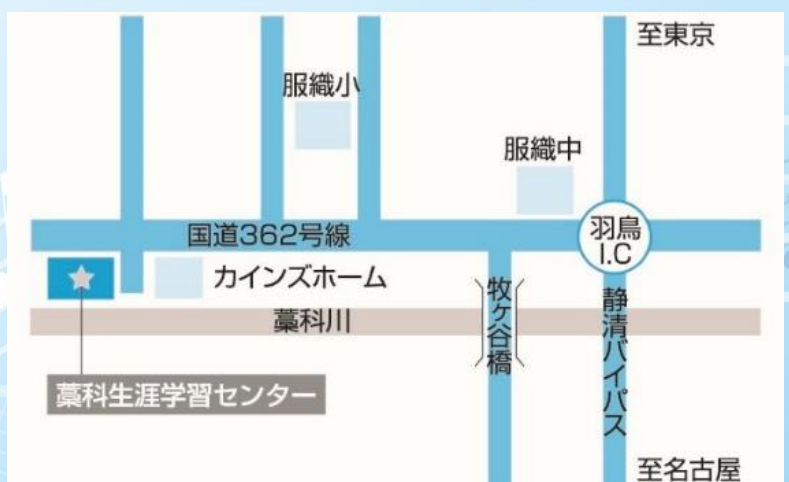 至東京
服織小
服織中
国道362号線
羽鳥
I.C
カインズホーム
牧ヶ谷橋
静清バイパス
藁科川
藁科生涯学習センター
至名古屋